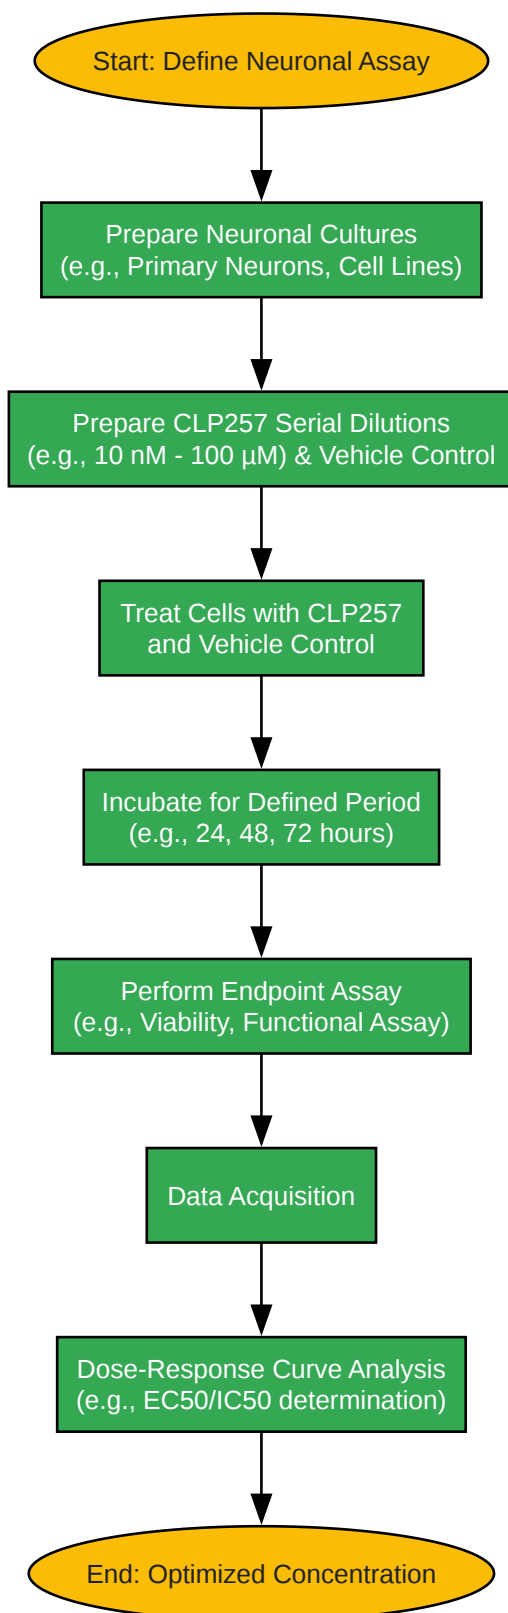 Start: Define Neuronal Assay
Prepare Neuronal Cultures
(e.g., Primary Neurons, Cell Lines)
Prepare CLP257 Serial Dilutions
(e.g., 10 nM - 100 µM) & Vehicle Control
Treat Cells with CLP257
and Vehicle Control
Incubate for Defined Period
(e.g., 24, 48, 72 hours)
Perform Endpoint Assay
(e.g., Viability, Functional Assay)
Data Acquisition
Dose-Response Curve Analysis
(e.g., EC50/IC50 determination)
End: Optimized Concentration